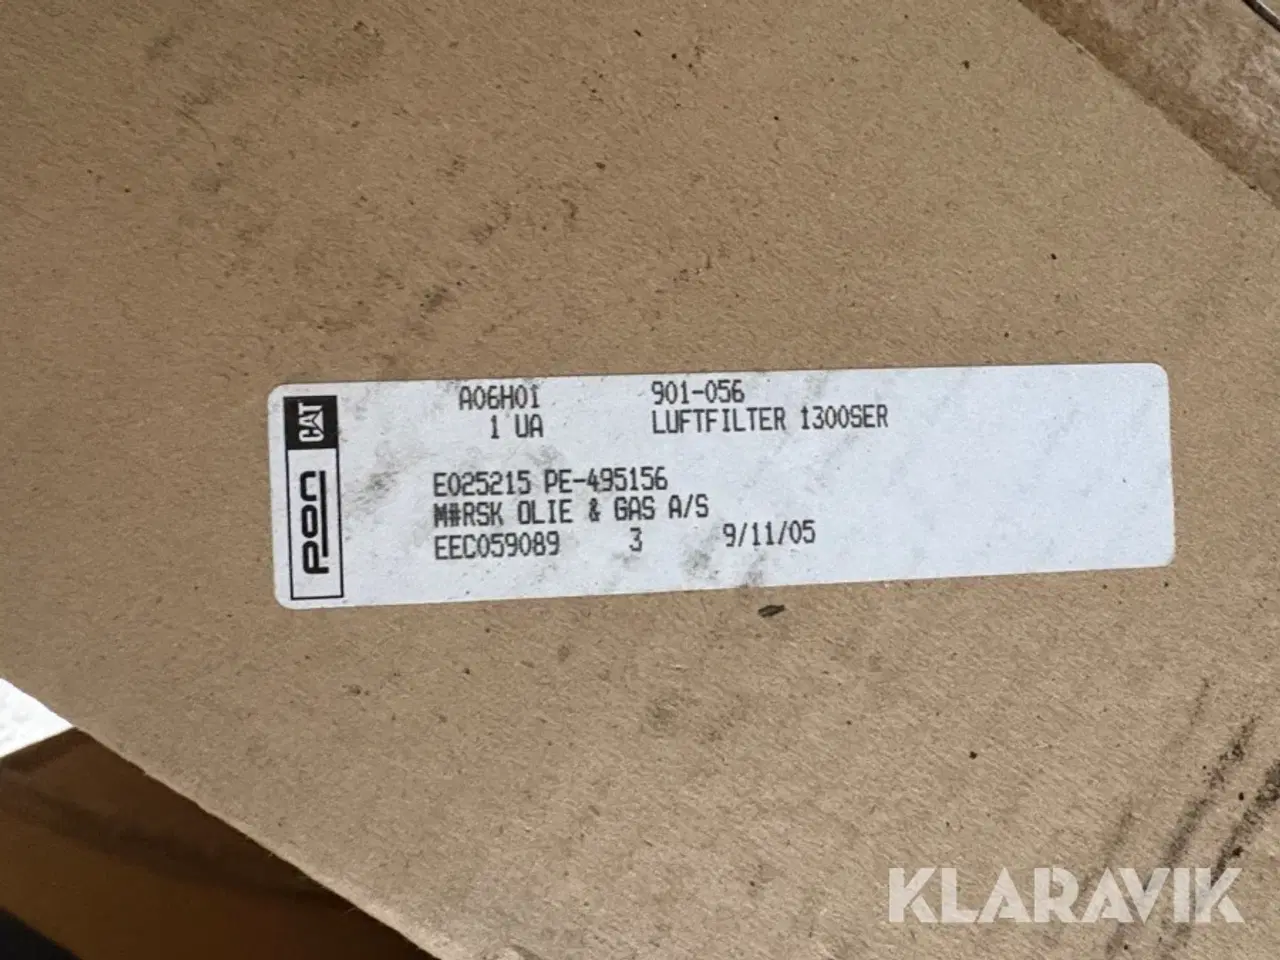 CAT
pon
A06H01 901-056
1 UA LUFTFILTER 1300SER
E025215 PE-495156
M#RSK OLIE & GAS A/S
EEC059089 3 9/11/05
KLARAVIK